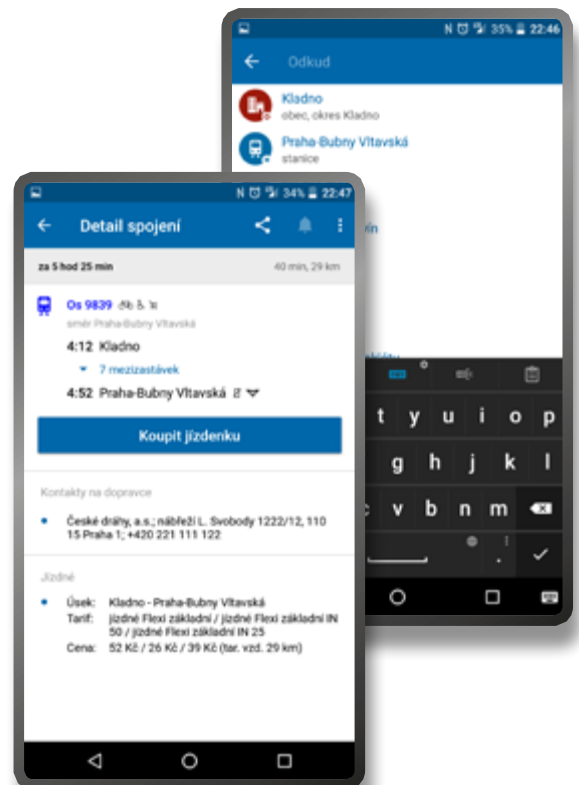 N 35% 22:46
Odkud
Kladno
obec, okres Kladno
Praha-Bubny Vltavská
stanice
N 34% 22:47
Detail spojení
za 5 hod 25 min 40 min, 29 km
Os 9839
směr Praha-Bubny Vltavská
4:12 Kladno
7 mezizastávek
4:52 Praha-Bubny Vltavská
Koupit jízdenku
Kontakty na dopravce
České dráhy, a.s.; nábřeží L. Svobody 1222/12, 110
15 Praha 1; +420 221 111 122
Jízdné
Úsek: Kladno - Praha-Bubny Vltavská
Tarif: jízdné Flexi základní / jízdné Flexi základní IN
50 / jízdné Flexi základní IN 25
Cena: 52 Kč / 26 Kč / 39 Kč (tar. vzd. 29 km)
t y u i o p
g h j k l
v b n m